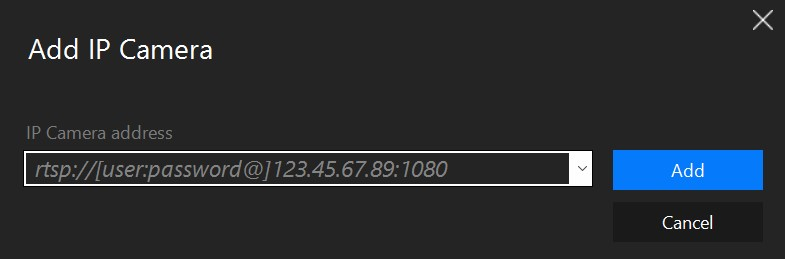 Add IP Camera
IP Camera address
rtsp://[user:password@]123.45.67.89:1080
Add
Cancel